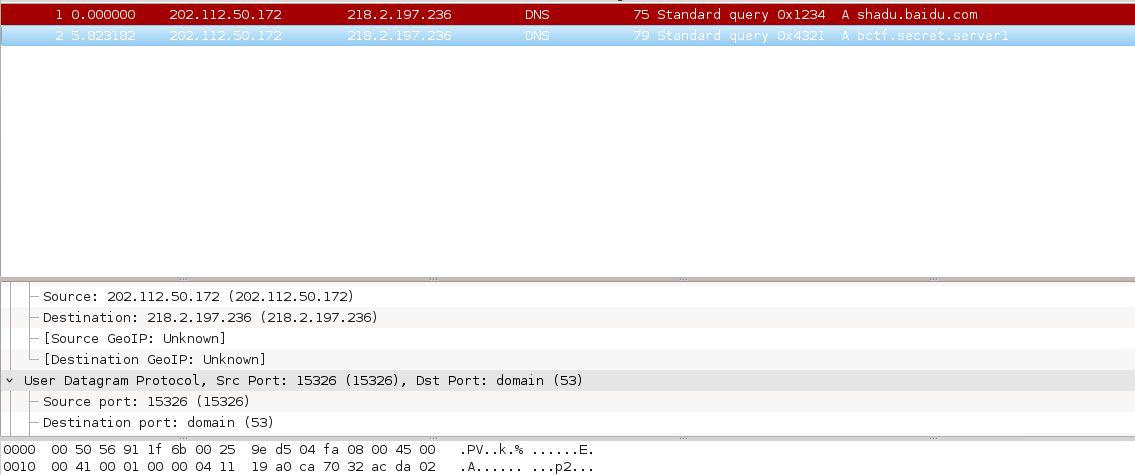 1 0.000000 202.112.50.172 218.2.197.236 DNS 75 Standard query 0x1234 A shadu.baidu.com
2 5.823182 202.112.50.172 218.2.197.236 DNS 79 Standard query 0x4321 A bctf.secret.server1
Source: 202.112.50.172 (202.112.50.172)
Destination: 218.2.197.236 (218.2.197.236)
[Source GeoIP: Unknown]
[Destination GeoIP: Unknown]
User Datagram Protocol, Src Port: 15326 (15326), Dst Port: domain (53)
Source port: 15326 (15326)
Destination port: domain (53)
0000 00 50 56 91 1f 6b 00 25 9e d5 04 fa 08 00 45 00 .PV..k.% ......E.
0010 00 41 00 01 00 00 04 11 19 a0 ca 70 32 ac da 02 .A...... ...p2...